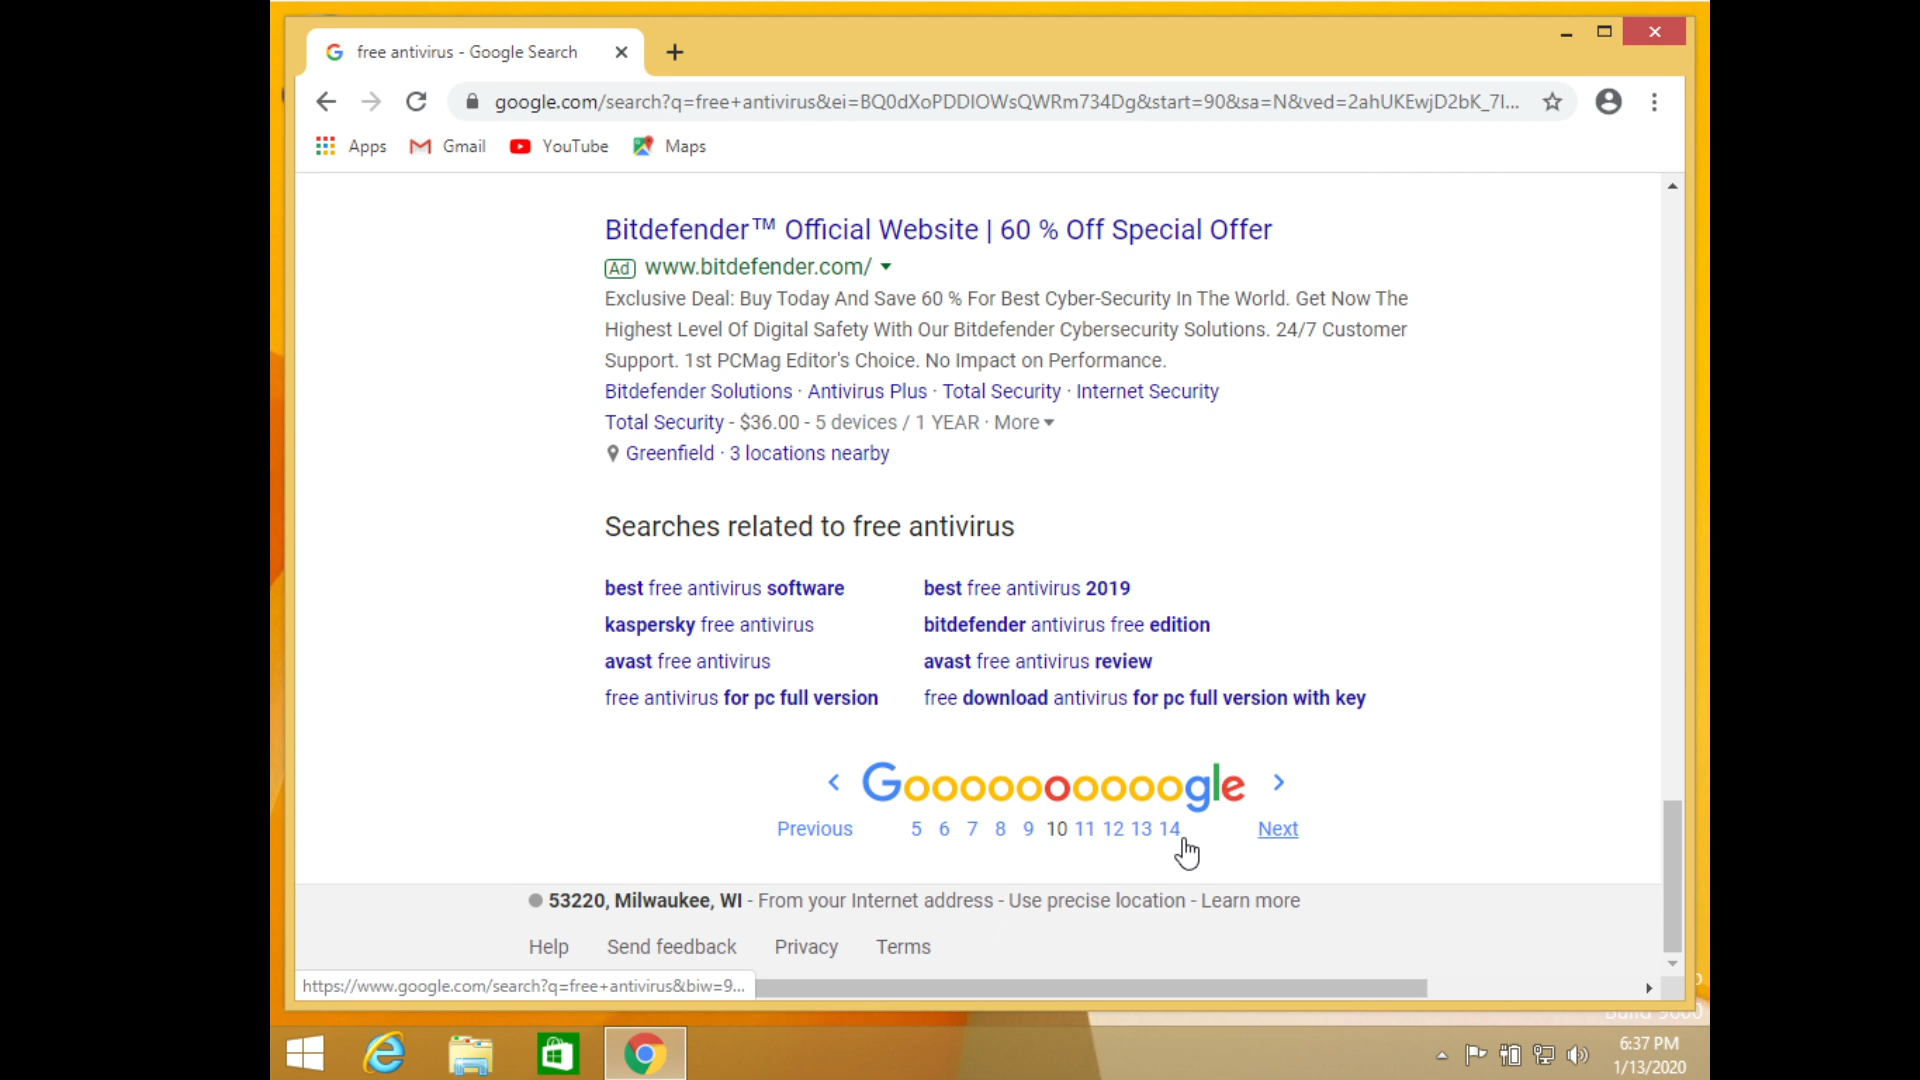 free antivirus - Google Search
google.com/search?q=free+antivirus&ei=BQ0dXoPDDIOWsQWRm734Dg&start=90&sa=N&ved=2ahUKEwjD2bK_7I...
Apps Gmail YouTube Maps
Bitdefender™ Official Website | 60 % Off Special Offer
Ad www.bitdefender.com/
Exclusive Deal: Buy Today And Save 60 % For Best Cyber-Security In The World. Get Now The
Highest Level Of Digital Safety With Our Bitdefender Cybersecurity Solutions. 24/7 Customer
Support. 1st PCMag Editor's Choice. No Impact on Performance.
Bitdefender Solutions · Antivirus Plus · Total Security · Internet Security
Total Security - $36.00 - 5 devices / 1 YEAR · More
Greenfield · 3 locations nearby
Searches related to free antivirus
best free antivirus software
best free antivirus 2019
kaspersky free antivirus
bitdefender antivirus free edition
avast free antivirus
avast free antivirus review
free antivirus for pc full version
free download antivirus for pc full version with key
Goooooooooogle
Previous 5 6 7 8 9 10 11 12 13 14 Next
53220, Milwaukee, WI - From your Internet address - Use precise location - Learn more
Help Send feedback Privacy Terms
https://www.google.com/search?q=free+antivirus&biw=9...
Build 9600
6:37 PM
1/13/2020